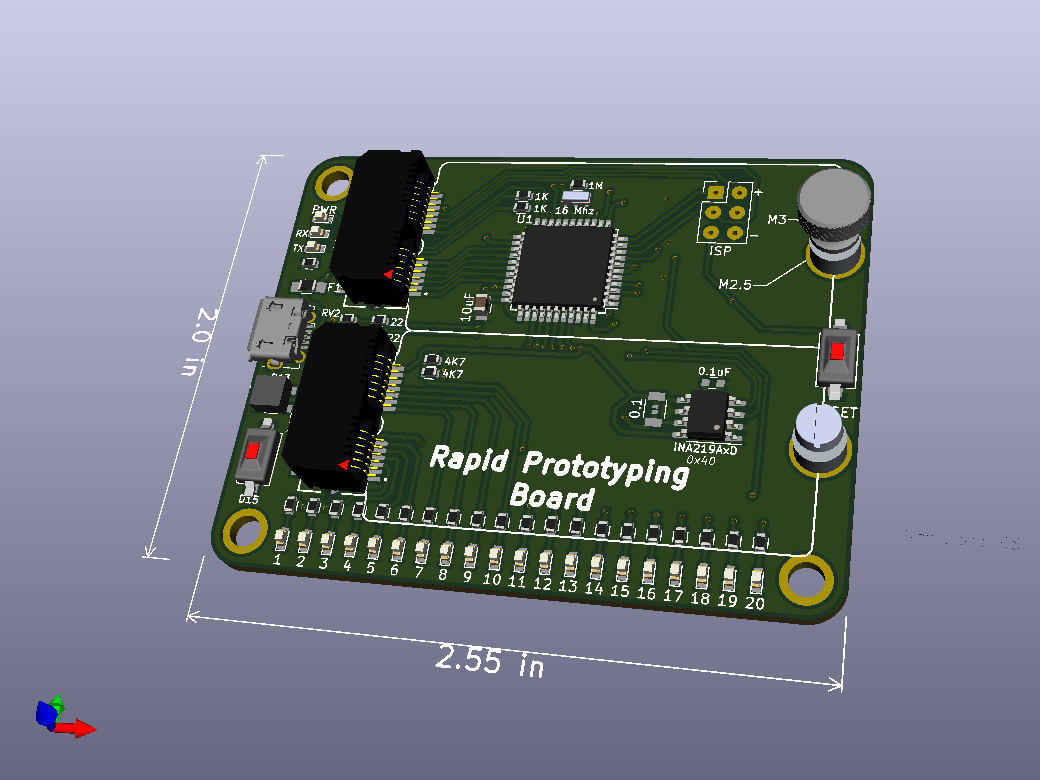 PWR
RX
TX
F1
RV2
22
22
1K
1K
1M
16 Mhz
U1
10uF
ISP
+
−
M3
M2.5
4K7
4K7
0.1
0.1uF
INA219AxD
0x40
D15
Rapid Prototyping
Board
1 2 3 4 5 6 7 8 9 10 11 12 13 14 15 16 17 18 19 20
2.0 in
2.55 in